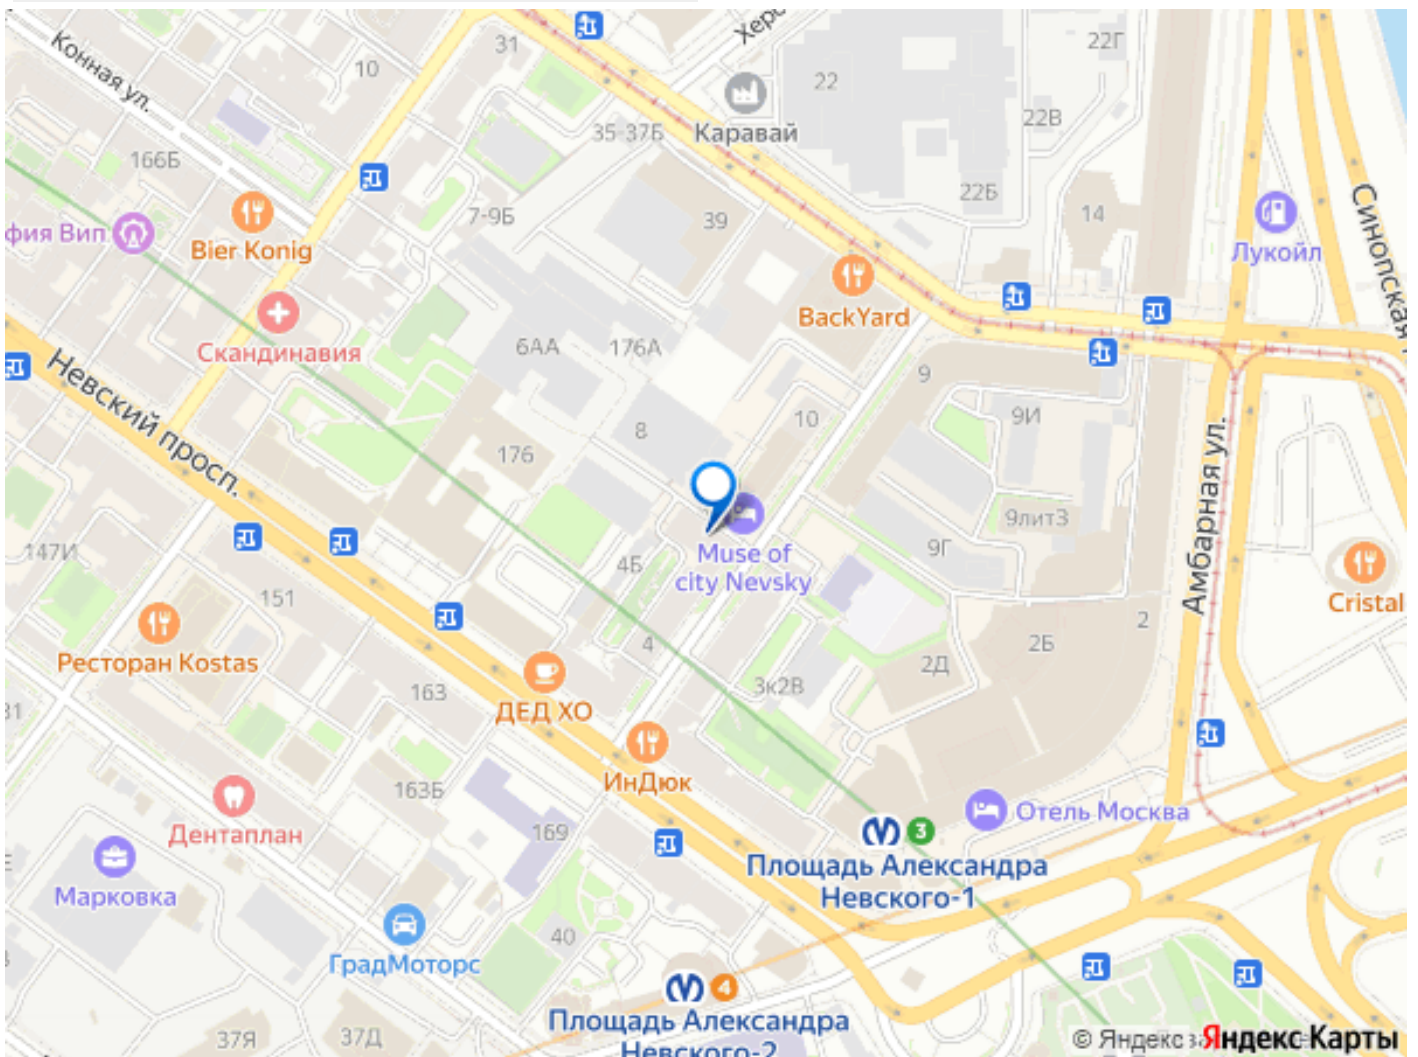 Конная ул.
31
10
Херс
22Г
22
22В
Каравай
35-37Б
166Б
22Б
14
Синопская
7-9Б
39
фия Вип
Bier Konig
Лукойл
BackYard
Скандинавия
6АА
176А
9
Невский просп.
10
9И
8
176
Амбарная ул.
9лит3
147И
4Б
Muse of
city Nevsky
9Г
151
Cristal
Ресторан Kostas
4
2Б
2
2Д
163
3к2В
31
ДЕД ХО
ИнДюк
163Б
Отель Москва
169
Дентаплан
3
Площадь Александра
Невского-1
Марковка
40
ГрадМоторс
4
Площадь Александра
Невского-2
37Я
37Д
© Яндекс
Яндекс Карты